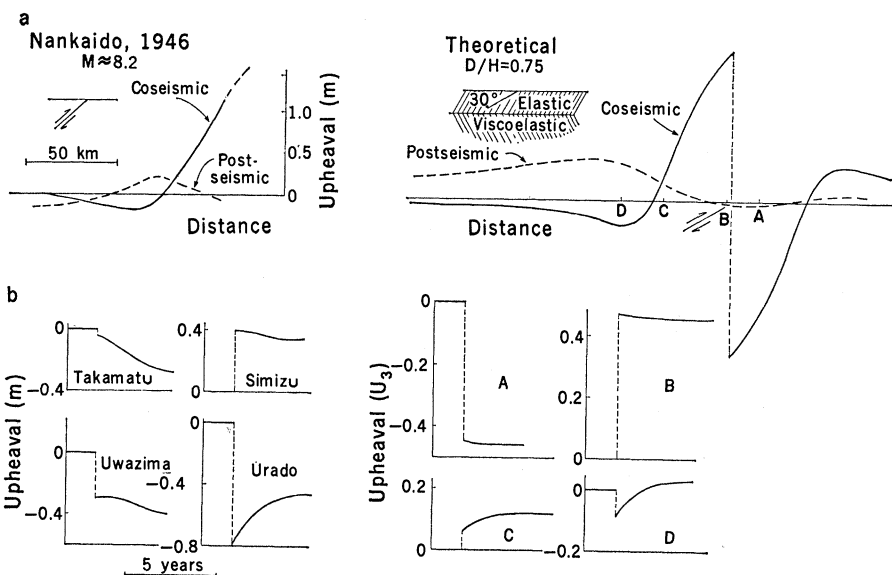 a
Nankaido, 1946
M≈8.2
Coseismic
50 km
Post-
seismic
1.0
0.5
0
Upheaval (m)
Distance
Theoretical
D/H=0.75
30°
Elastic
Viscoelastic
Coseismic
Postseismic
D
C
B
A
Distance
b
Upheaval (m)
0
-0.4
Takamatu
0.4
0
Simizu
0
-0.4
Uwazima
0
-0.4
-0.8
Urado
5 years
Upheaval (U3)
0
-0.2
-0.4
A
0.4
0.2
0
B
0.2
0
C
0
-0.2
D